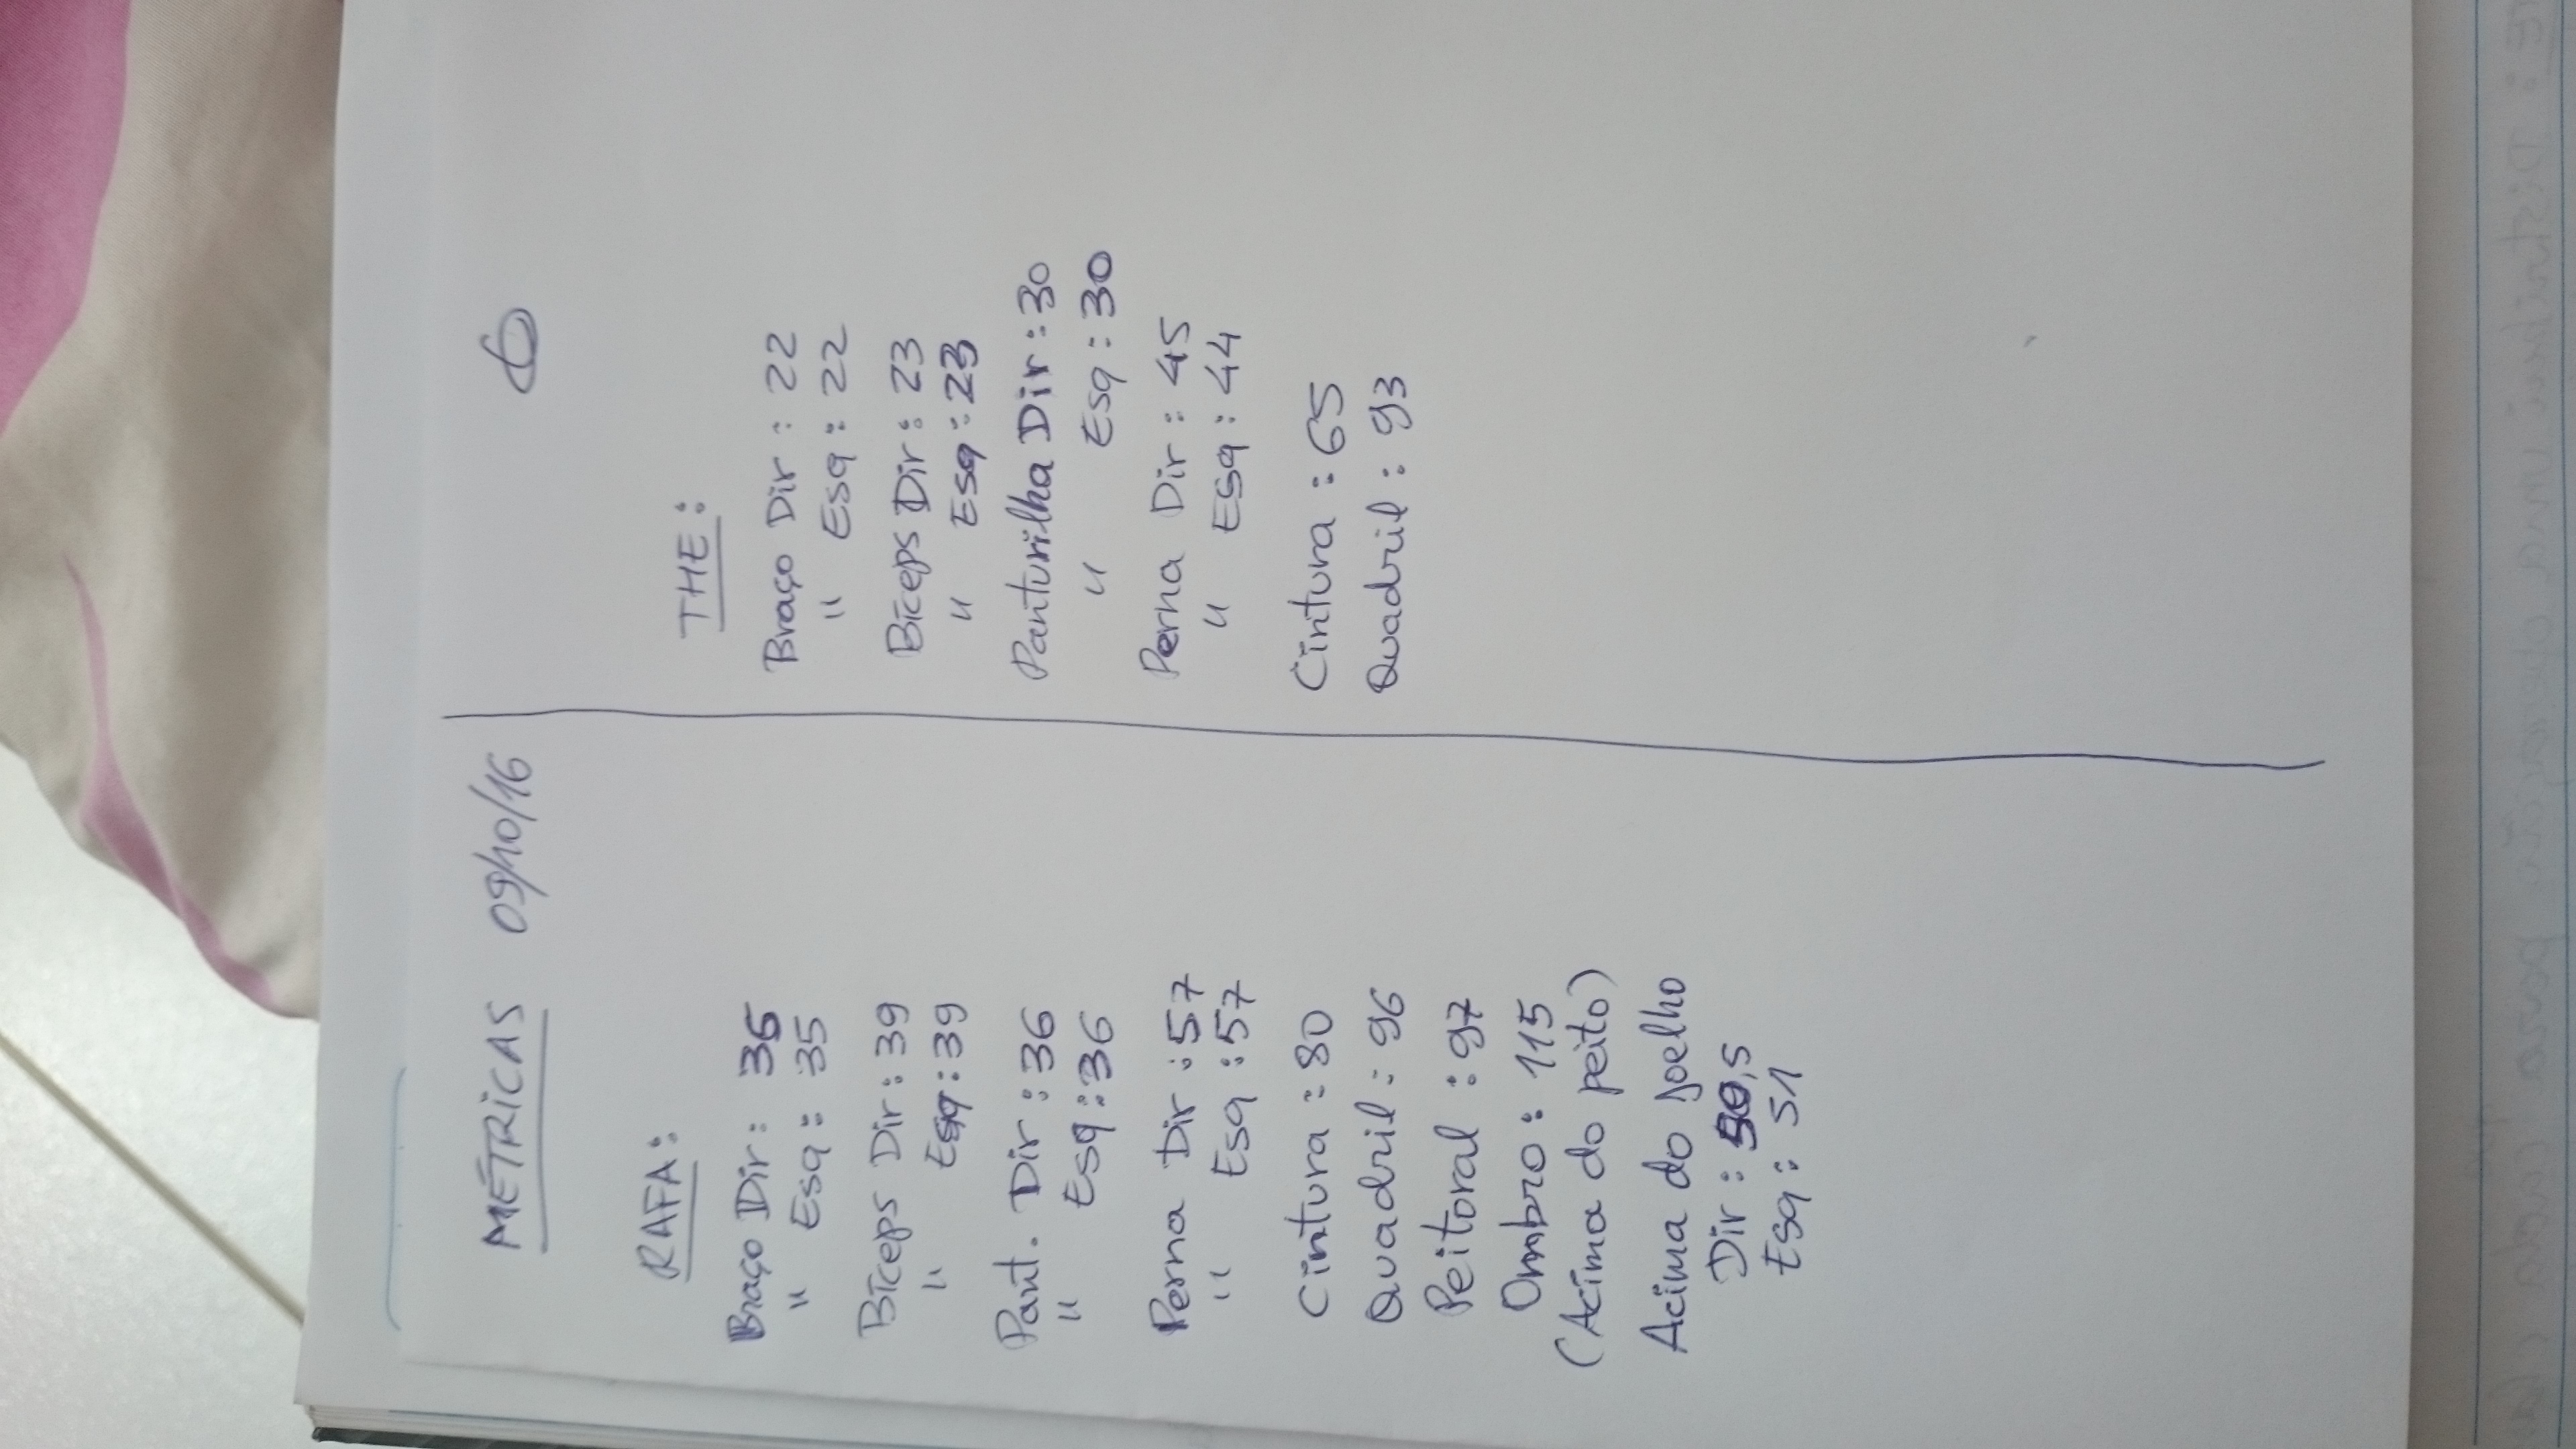 MÉTRICAS 09/10/16
RAFA:
Braço Dir: 35
" Esq: 35
Bíceps Dir: 39
" Esq: 39
Pant. Dir: 36
" Esq: 36
Perna Dir: 57
" Esq: 57
Cintura: 80
Quadril: 96
Peitoral: 97
Ombro: 115
(Acima do peito)
Acima do Joelho
Dir: 50,5
Esq: 51
THE:
Braço Dir: 22
" Esq: 22
Bíceps Dir: 23
" Esq: 23
Panturilha Dir: 30
" Esq: 30
Perna Dir: 45
" Esq: 44
Cintura: 65
Quadril: 93